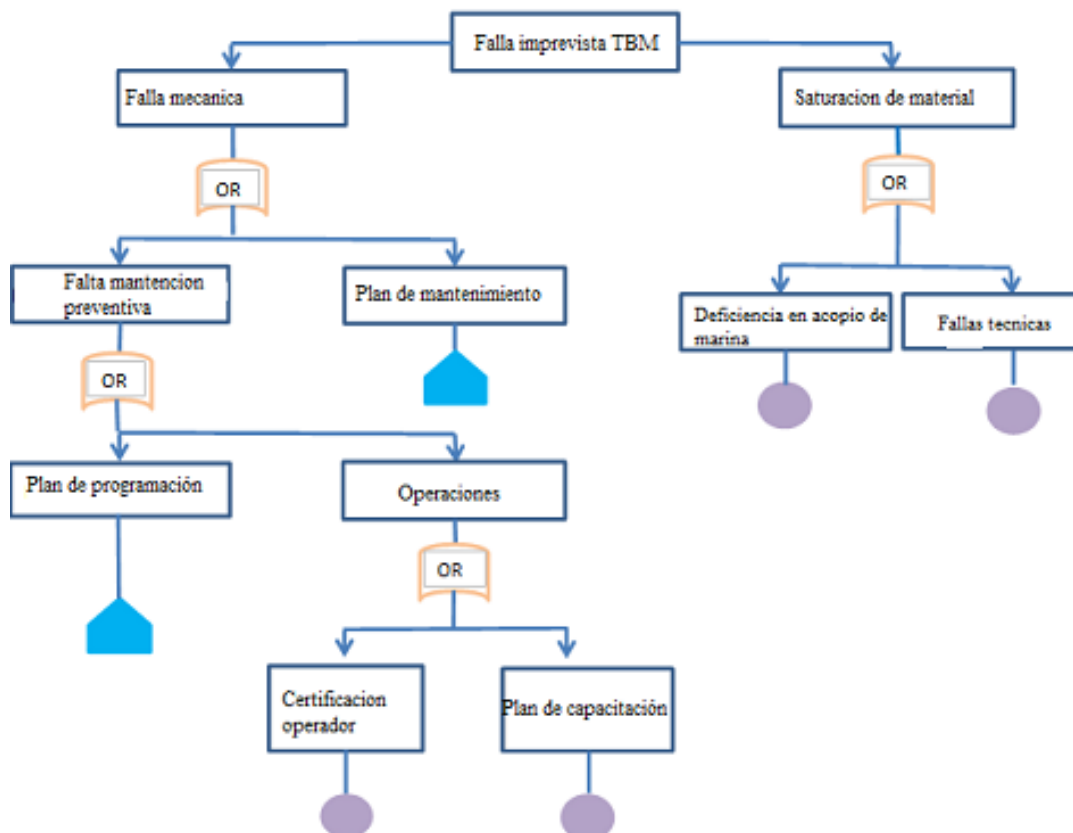 Falla imprevista TBM
Falla mecanica
Saturacion de material
OR
OR
Falta mantencion
preventiva
Plan de mantenimiento
Deficiencia en acopio de
marina
Fallas tecnicas
OR
Plan de programación
Operaciones
OR
Certificacion
operador
Plan de capacitación